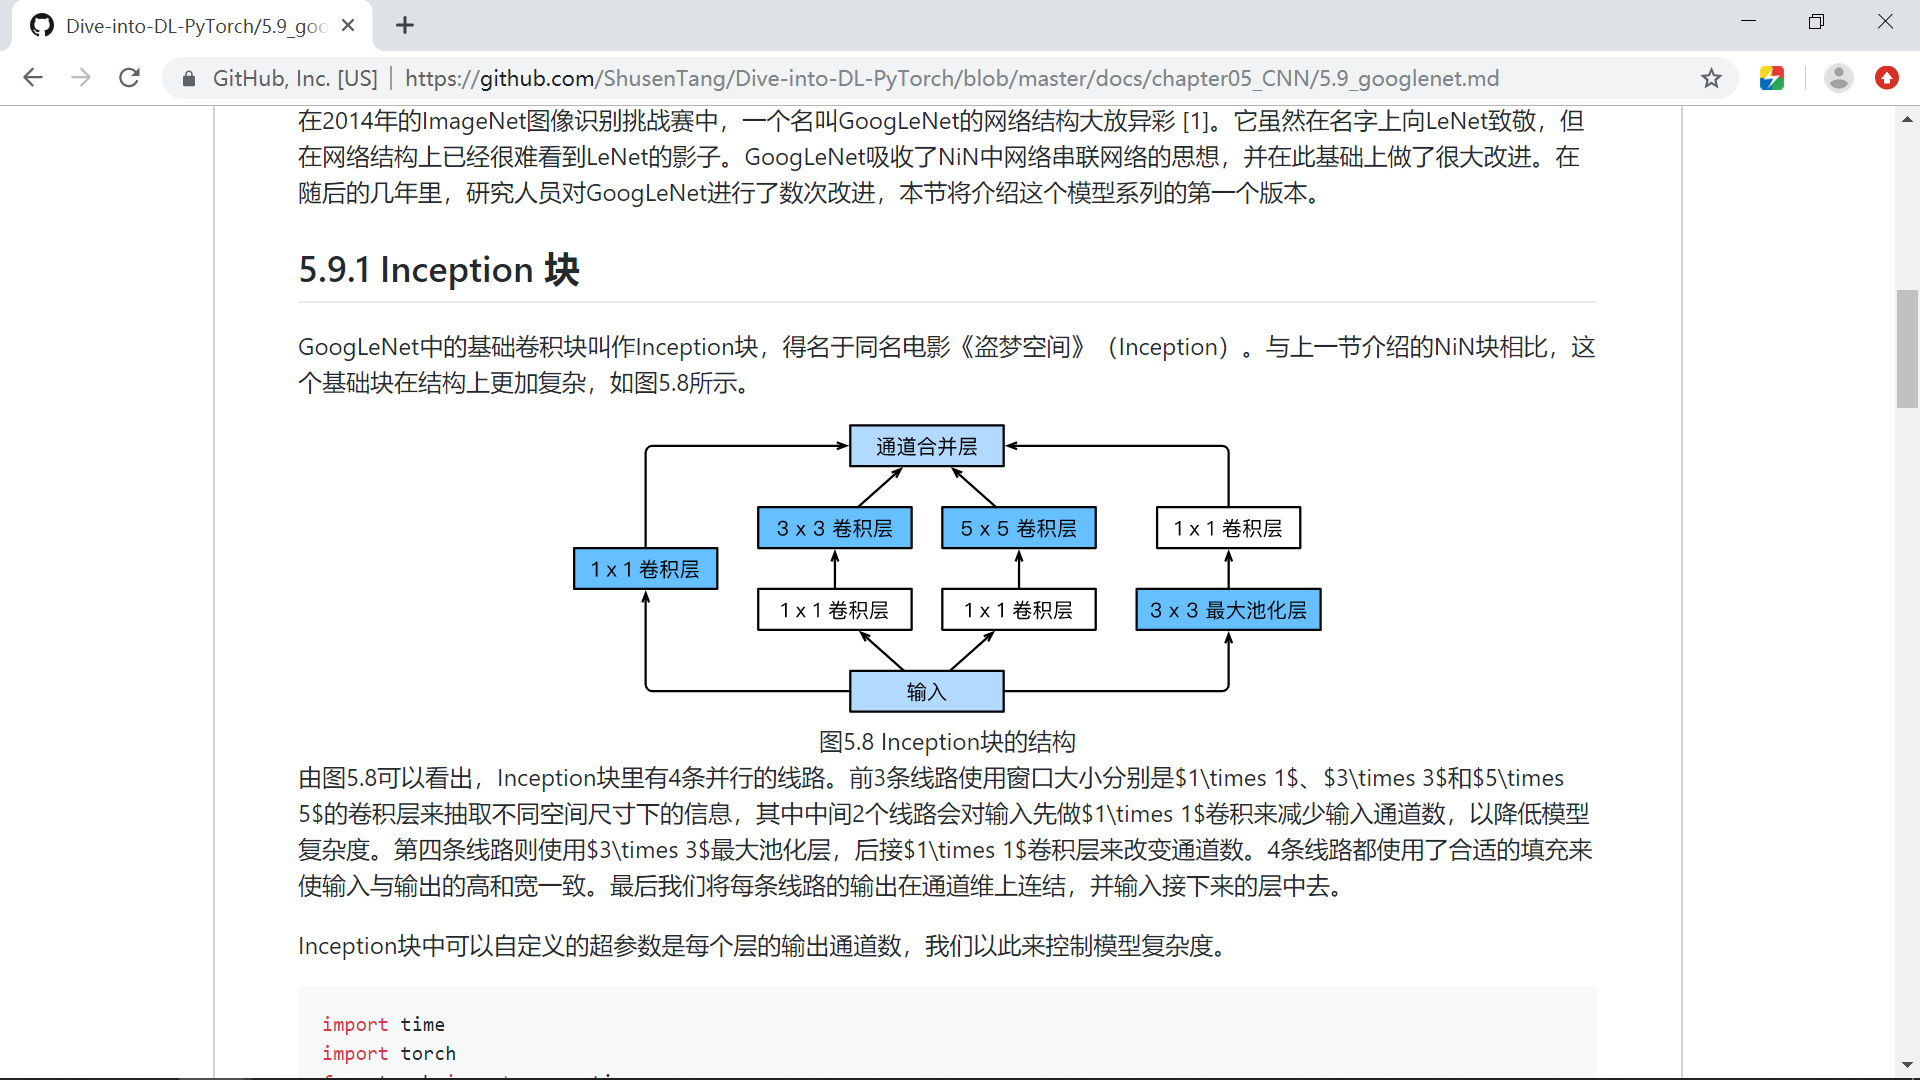 Dive-into-DL-PyTorch/5.9_goo
GitHub, Inc. [US] | https://github.com/ShusenTang/Dive-into-DL-PyTorch/blob/master/docs/chapter05_CNN/5.9_googlenet.md
在2014年的ImageNet图像识别挑战赛中，一个名叫GoogLeNet的网络结构大放异彩 [1]。它虽然在名字上向LeNet致敬，但
在网络结构上已经很难看到LeNet的影子。GoogLeNet吸收了NiN中网络串联网络的思想，并在此基础上做了很大改进。在
随后的几年里，研究人员对GoogLeNet进行了数次改进，本节将介绍这个模型系列的第一个版本。
5.9.1 Inception 块
GoogLeNet中的基础卷积块叫作Inception块，得名于同名电影《盗梦空间》（Inception）。与上一节介绍的NiN块相比，这
个基础块在结构上更加复杂，如图5.8所示。
通道合并层
3 x 3 卷积层
5 x 5 卷积层
1 x 1 卷积层
1 x 1 卷积层
1 x 1 卷积层
1 x 1 卷积层
3 x 3 最大池化层
输入
图5.8 Inception块的结构
由图5.8可以看出，Inception块里有4条并行的线路。前3条线路使用窗口大小分别是$1\times 1$、$3\times 3$和$5\times
5$的卷积层来抽取不同空间尺寸下的信息，其中中间2个线路会对输入先做$1\times 1$卷积来减少输入通道数，以降低模型
复杂度。第四条线路则使用$3\times 3$最大池化层，后接$1\times 1$卷积层来改变通道数。4条线路都使用了合适的填充来
使输入与输出的高和宽一致。最后我们将每条线路的输出在通道维上连结，并输入接下来的层中去。
Inception块中可以自定义的超参数是每个层的输出通道数，我们以此来控制模型复杂度。
import time
import torch